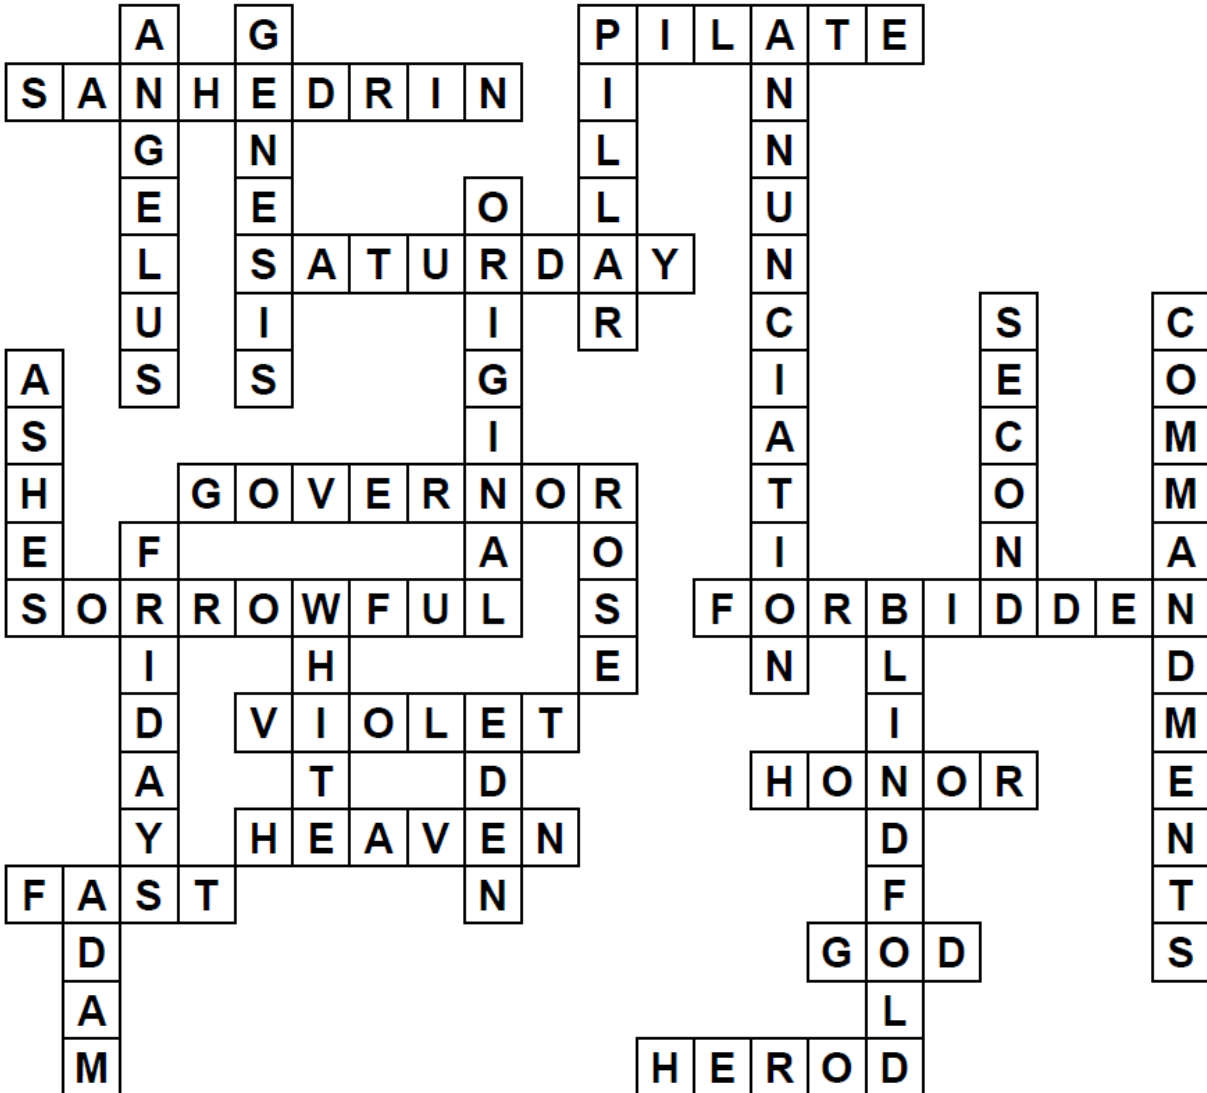 ANGELUS
GENESIS
PILATE
PILLAR
ANNUNCIATION
SANHEDRIN
ORIGINAL
SATURDAY
SECOND
COMMANDMENTS
ASHES
GOVERNOR
ROSE
FRIDAYS
SORROWFUL
WHITE
FORBIDDEN
BLINDFOLD
VIOLET
EDEN
HONOR
HEAVEN
FAST
ADAM
GOD
HEROD